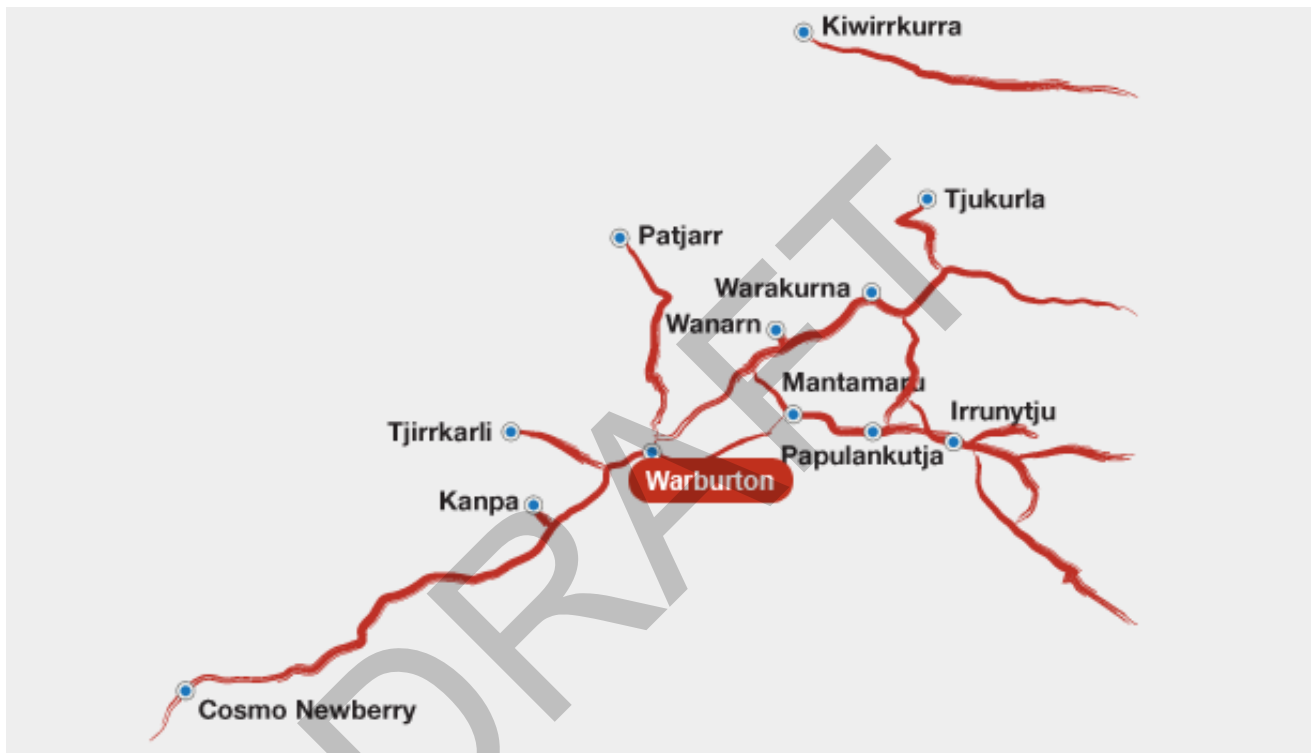 Kiwirrkurra
Tjukurla
Patjarr
Warakurna
Wanarn
Mantamaru
Irrunytju
Tjirrkarli
Papulankutja
Warburton
Kanpa
Cosmo Newberry
DRAFT